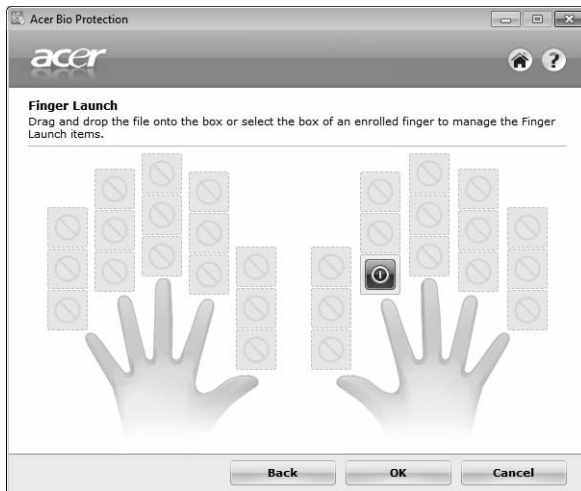 Acer Bio Protection
acer
?
Finger Launch
Drag and drop the file onto the box or select the box of an enrolled finger to manage the Finger
Launch items.
Back
OK
Cancel